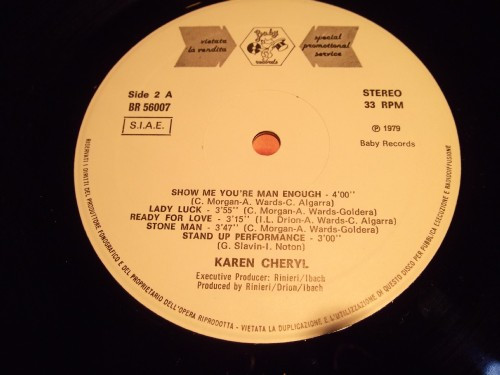 vietata
la vendita
Baby
records
special
promotional
service
Side 2 A
BR 56007
S.I.A.E.
STEREO
33 RPM
℗ 1979
Baby Records
SHOW ME YOU'RE MAN ENOUGH - 4'00''
(C. Morgan-A. Wards-C. Algarra)
LADY LUCK - 3'55'' (C. Morgan-A. Wards-Goldera)
READY FOR LOVE - 3'15'' (I.L. Drion-A. Wards-C. Algarra)
STONE MAN - 3'47'' (C. Morgan-A. Wards-Goldera)
STAND UP PERFORMANCE - 3'00''
(G. Slavin-I. Noton)
KAREN CHERYL
Executive Producer: Rinieri/Ibach
Produced by Rinieri/Drion/Ibach
RISERVATI I DIRITTI DEL PRODUTTORE FONOGRAFICO E DEL PROPRIETARIO DELL'OPERA RIPRODOTTA - VIETATA LA DUPLICAZIONE E L'UTILIZZAZIONE DI QUESTO DISCO PER PUBBLICA ESECUZIONE E RADIODIFFUSIONE